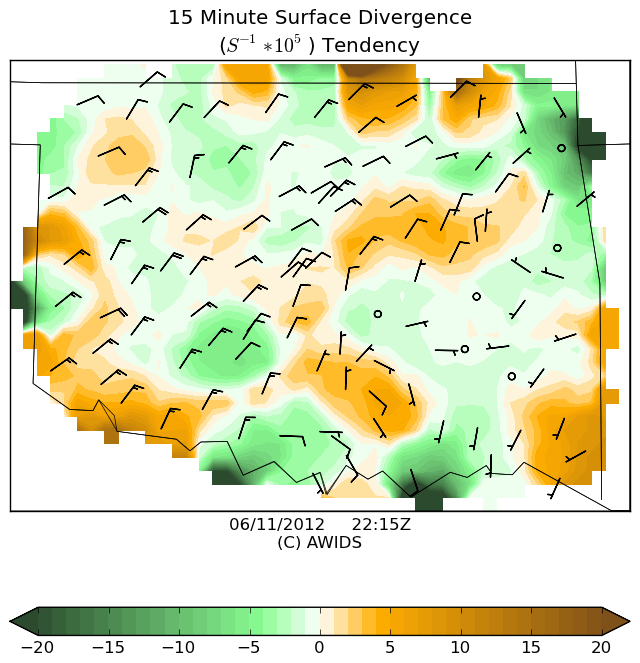 15 Minute Surface Divergence
(S⁻¹ * 10⁵ ) Tendency
06/11/2012 22:15Z
(C) AWIDS
−20 −15 −10 −5 0 5 10 15 20